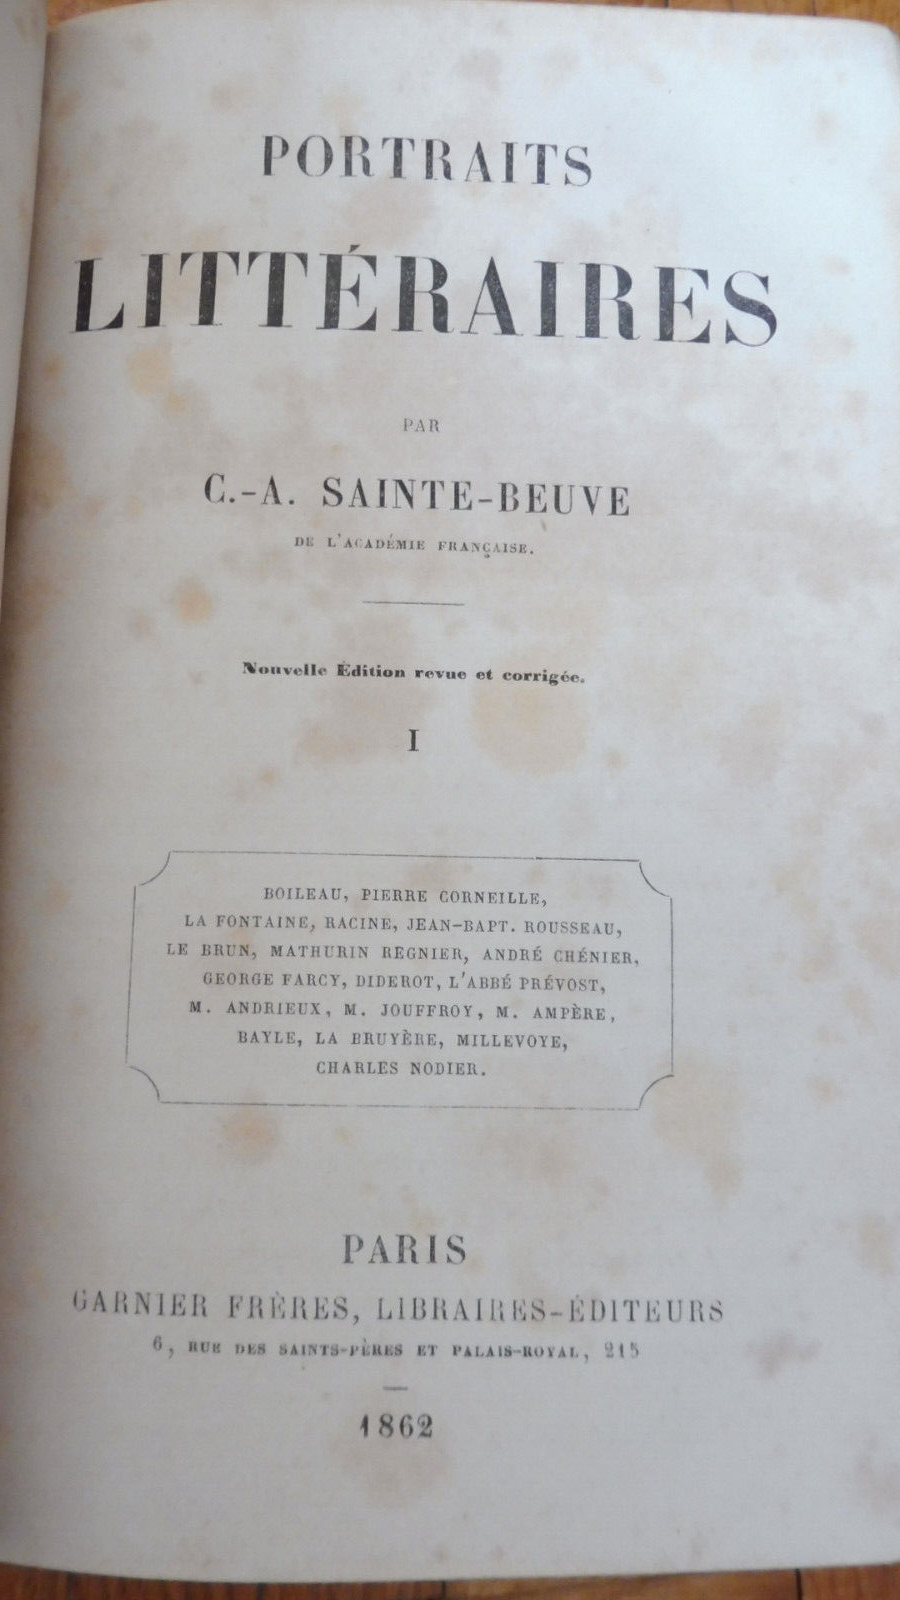 PORTRAITS
LITTÉRAIRES
PAR
C.-A. SAINTE-BEUVE
DE L'ACADÉMIE FRANÇAISE.
Nouvelle Édition revue et corrigée.
I
BOILEAU, PIERRE CORNEILLE,
LA FONTAINE, RACINE, JEAN-BAPT. ROUSSEAU,
LE BRUN, MATHURIN REGNIER, ANDRÉ CHÉNIER,
GEORGE FARCY, DIDEROT, L'ABBÉ PRÉVOST,
M. ANDRIEUX, M. JOUFFROY, M. AMPÈRE,
BAYLE, LA BRUYÈRE, MILLEVOYE,
CHARLES NODIER.
PARIS
GARNIER FRÈRES, LIBRAIRES-ÉDITEURS
6, RUE DES SAINTS-PÈRES ET PALAIS-ROYAL, 215
1862